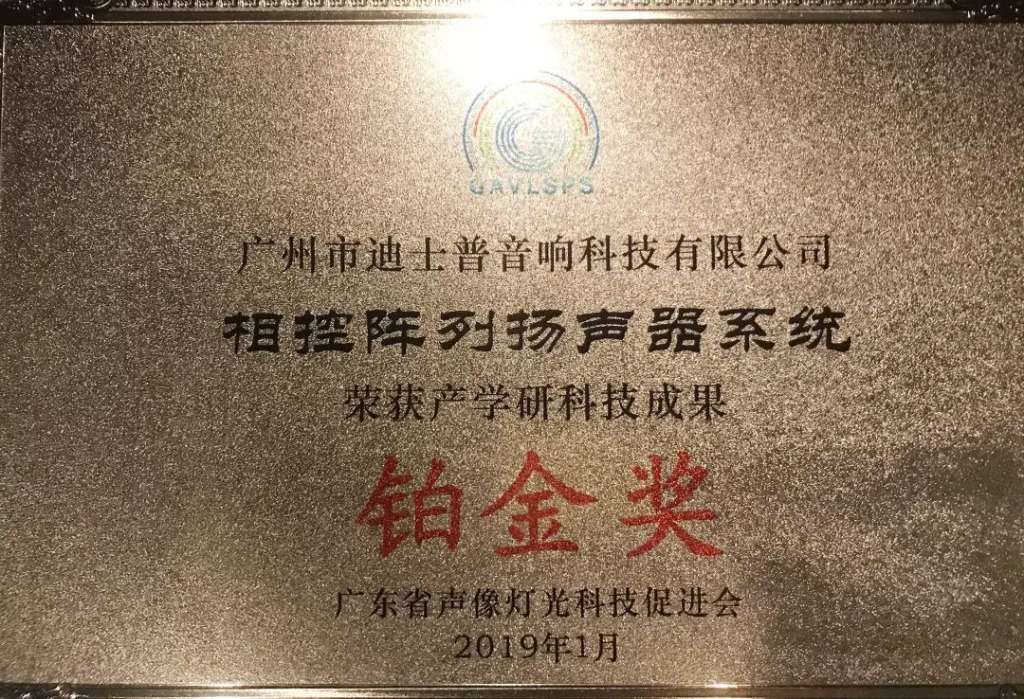 GAVLSPS
广州市迪士普音响科技有限公司
相控阵列扬声器系统
荣获产学研科技成果
铂金奖
广东省声像灯光科技促进会
2019年1月